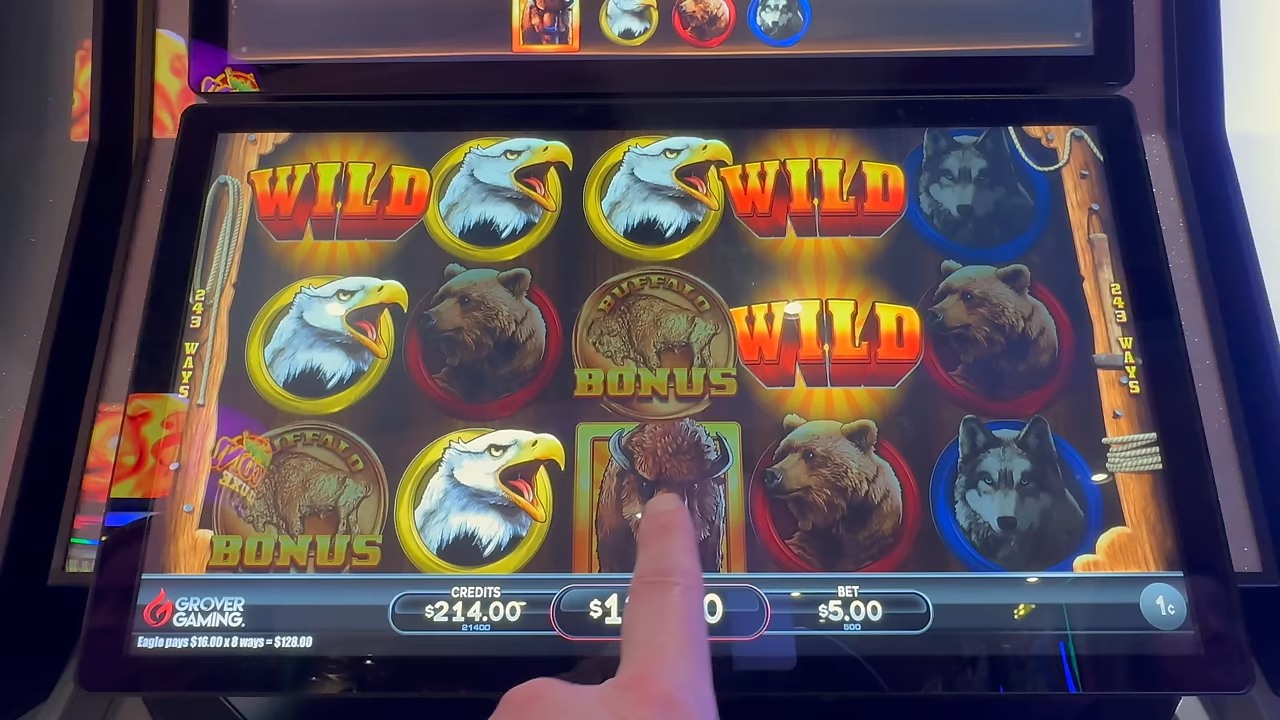 WILD
WILD
243 WAYS
BUFFALO
BONUS
WILD
243 WAYS
BUFFALO
BONUS
GROVER
GAMING.
CREDITS
$214.00
21400
BET
$5.00
500
1¢
Eagle pays $16.00 x 8 ways = $128.00